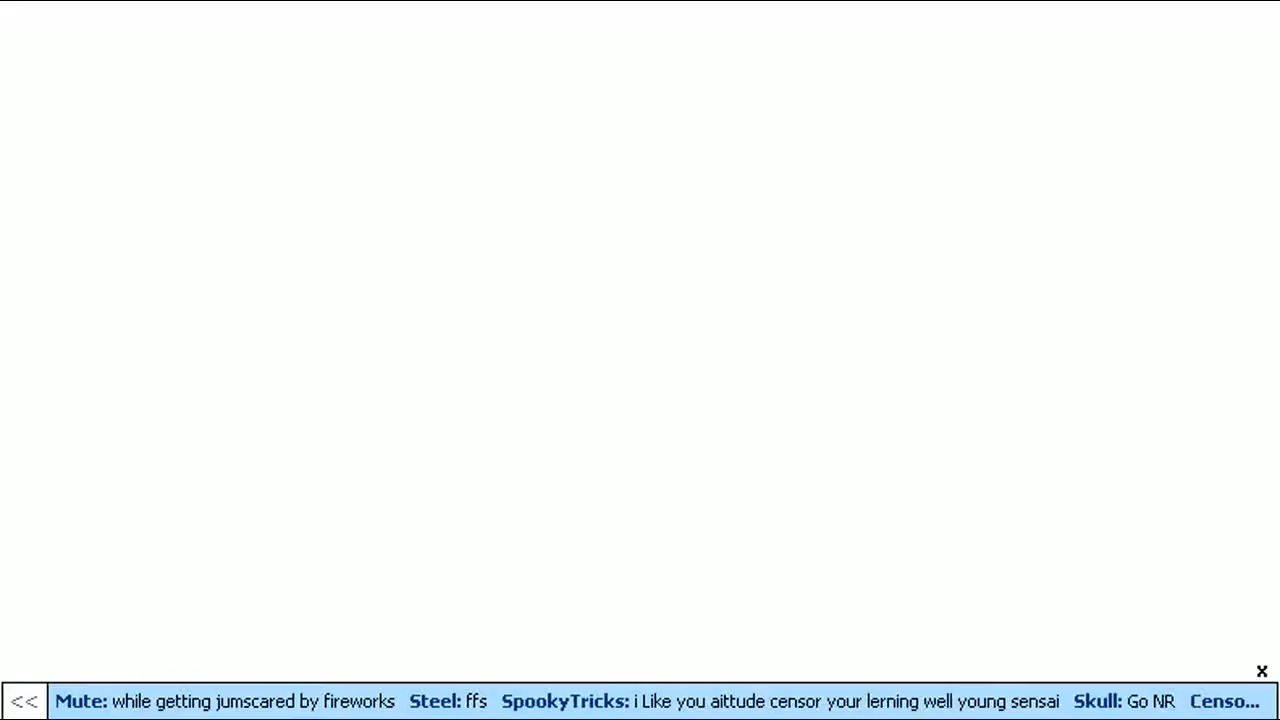 x
<< Mute: while getting jumscared by fireworks Steel: ffs SpookyTricks: i Like you aittude censor your lerning well young sensai Skull: Go NR Censo...